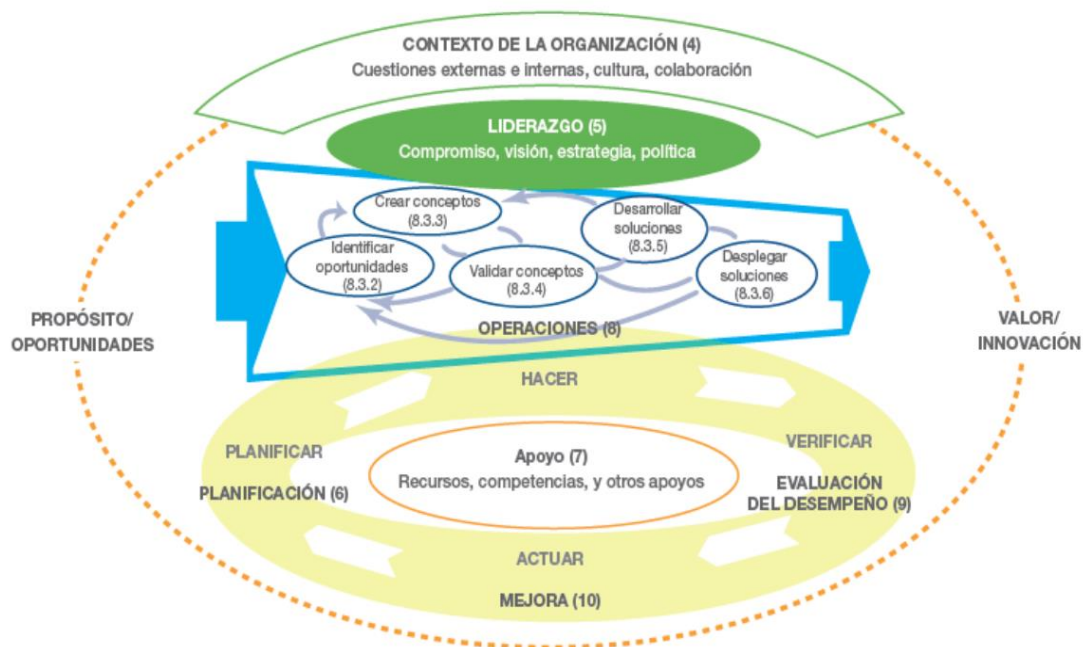 CONTEXTO DE LA ORGANIZACIÓN (4)
Cuestiones externas e internas, cultura, colaboración
LIDERAZGO (5)
Compromiso, visión, estrategia, política
Crear conceptos
(8.3.3)
Desarrollar
soluciones
(8.3.5)
Identificar
oportunidades
(8.3.2)
Validar conceptos
(8.3.4)
Desplegar
soluciones
(8.3.6)
PROPÓSITO/
OPORTUNIDADES
VALOR/
INNOVACIÓN
OPERACIONES (8)
HACER
PLANIFICAR
PLANIFICACIÓN (6)
Apoyo (7)
Recursos, competencias, y otros apoyos
VERIFICAR
EVALUACIÓN
DEL DESEMPEÑO (9)
ACTUAR
MEJORA (10)